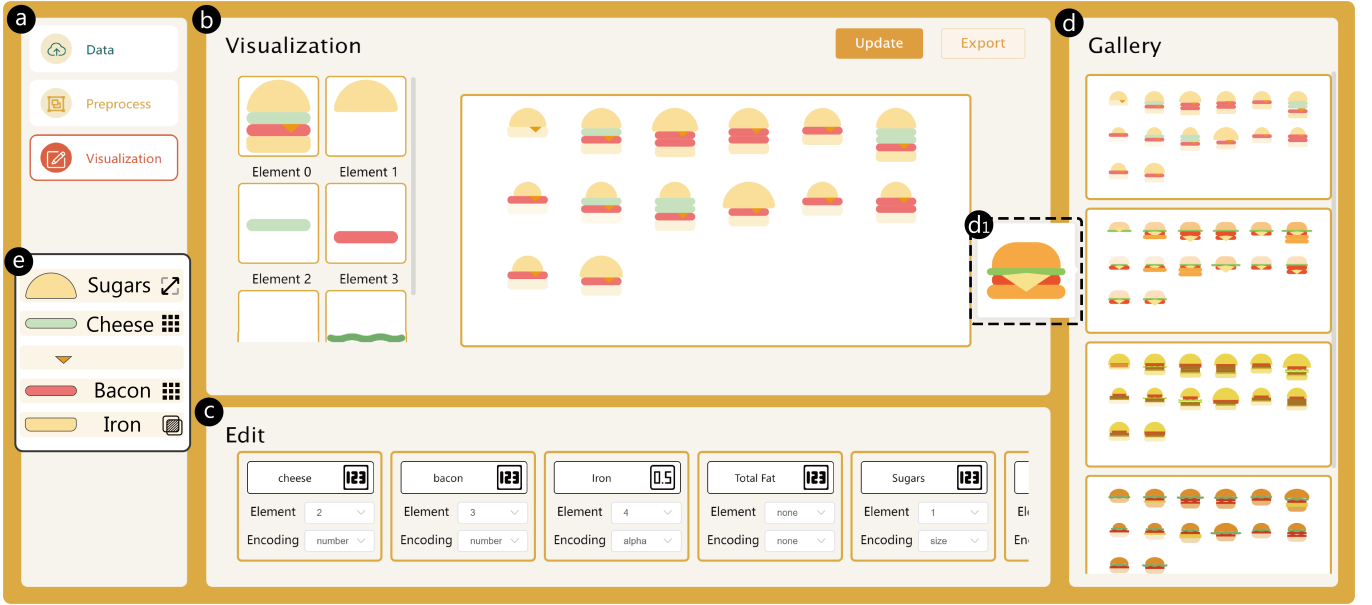 a
Data
Preprocess
Visualization
e
Sugars
Cheese
Bacon
Iron
b
Visualization
Update
Export
Element 0
Element 1
Element 2
Element 3
c
Edit
cheese 123
Element 2
Encoding number
bacon 123
Element 3
Encoding number
Iron 0.5
Element 4
Encoding alpha
Total Fat 123
Element none
Encoding none
Sugars 123
Element 1
Encoding size
El
En
d
Gallery
d1